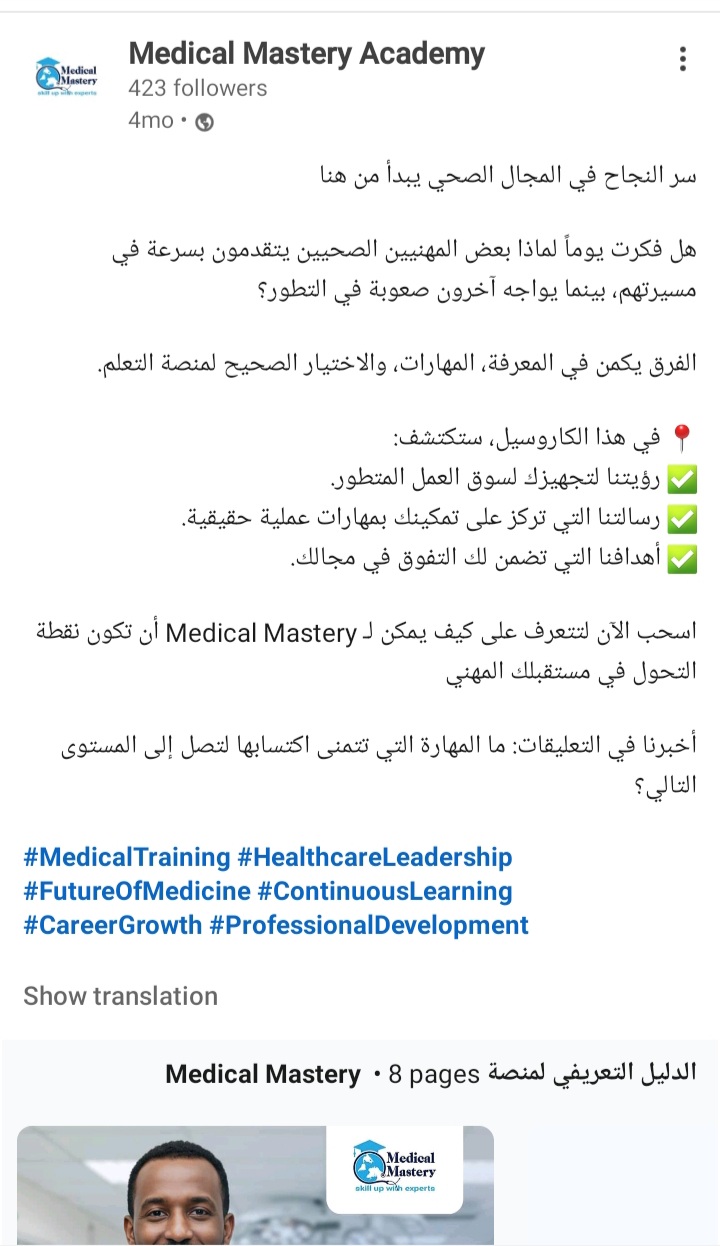 Medical Mastery Academy
Medical
Mastery
skill up with experts
423 followers
4mo •
سر النجاح في المجال الصحي يبدأ من هنا
هل فكرت يوماً لماذا بعض المهنيين الصحيين يتقدمون بسرعة في
مسيرتهم، بينما يواجه آخرون صعوبة في التطور؟
الفرق يكمن في المعرفة، المهارات، والاختيار الصحيح لمنصة التعلم.
📍 في هذا الكاروسيل، ستكتشف:
✅ رؤيتنا لتجهيزك لسوق العمل المتطور.
✅ رسالتنا التي تركز على تمكينك بمهارات عملية حقيقية.
✅ أهدافنا التي تضمن لك التفوق في مجالك.
اسحب الآن لتتعرف على كيف يمكن لـ Medical Mastery أن تكون نقطة
التحول في مستقبلك المهني
أخبرنا في التعليقات: ما المهارة التي تتمنى اكتسابها لتصل إلى المستوى
التالي؟
#MedicalTraining #HealthcareLeadership
#FutureOfMedicine #ContinuousLearning
#CareerGrowth #ProfessionalDevelopment
Show translation
الدليل التعريفي لمنصة Medical Mastery • 8 pages
Medical
Mastery
skill up with experts